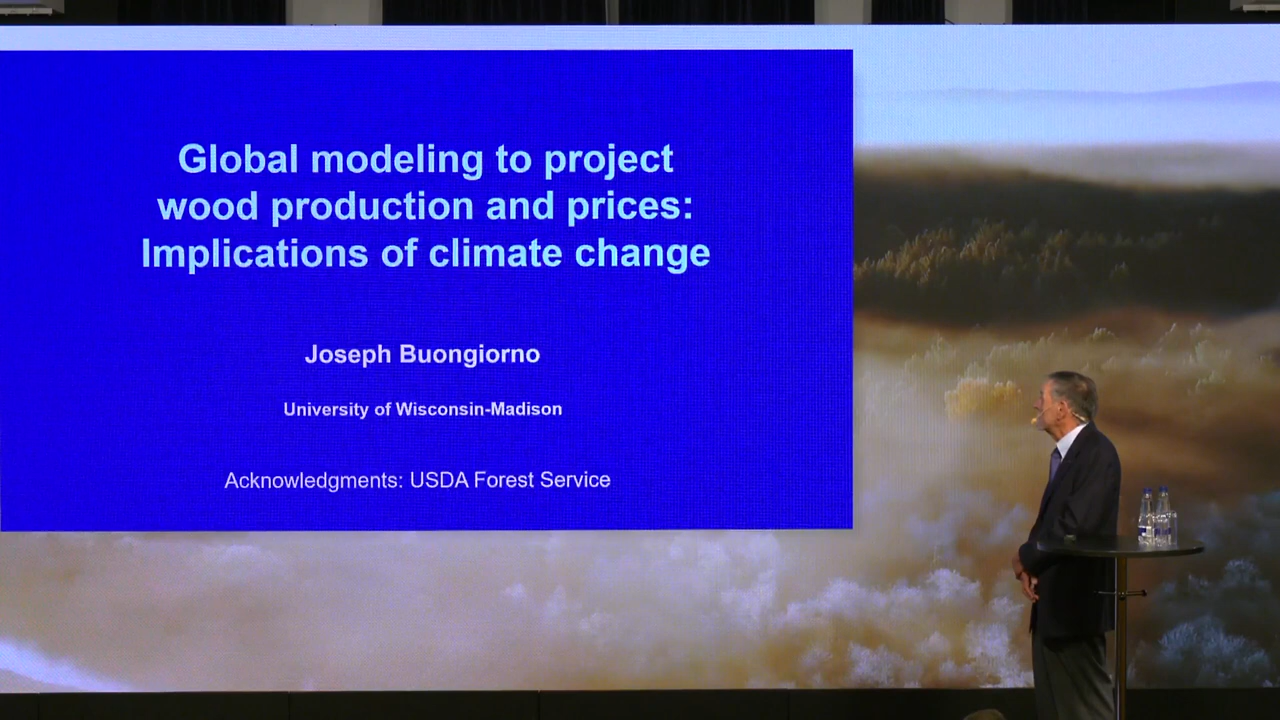 Global modeling to project
wood production and prices:
Implications of climate change
Joseph Buongiorno
University of Wisconsin-Madison
Acknowledgments: USDA Forest Service